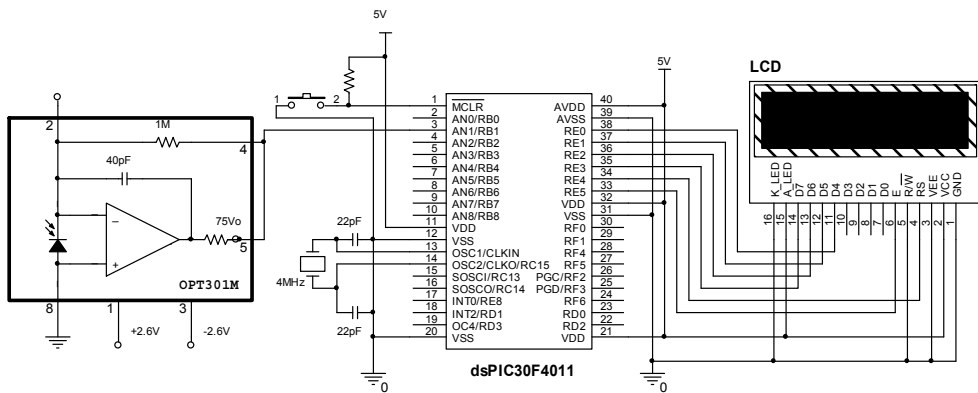 5V
1 2
2
1M
4
40pF
75Vo
5
OPT301M
8
1
3
+2.6V
-2.6V
22pF
4MHz
22pF
0
1 MCLR
2 AN0/RB0
3 AN1/RB1
4 AN2/RB2
5 AN3/RB3
6 AN4/RB4
7 AN5/RB5
8 AN6/RB6
9 AN7/RB7
10 AN8/RB8
11 VDD
12 VSS
13 OSC1/CLKIN
14 OSC2/CLKO/RC15
15 SOSCI/RC13
16 SOSCO/RC14
17 INT0/RE8
18 INT2/RD1
19 OC4/RD3
20 VSS
AVDD 40
AVSS 39
RE0 38
RE1 37
RE2 36
RE3 35
RE4 34
RE5 33
VDD 32
VSS 31
RF0 30
RF1 29
RF4 28
RF5 27
PGC/RF2 26
PGD/RF3 25
RF6 24
RD0 23
RD2 22
VDD 21
dsPIC30F4011
5V
0
LCD
K_LED 16
A_LED 15
D7 14
D6 13
D5 12
D4 11
D3 10
D2 9
D1 8
D0 7
E 6
R/W 5
RS 4
VEE 3
VCC 2
GND 1